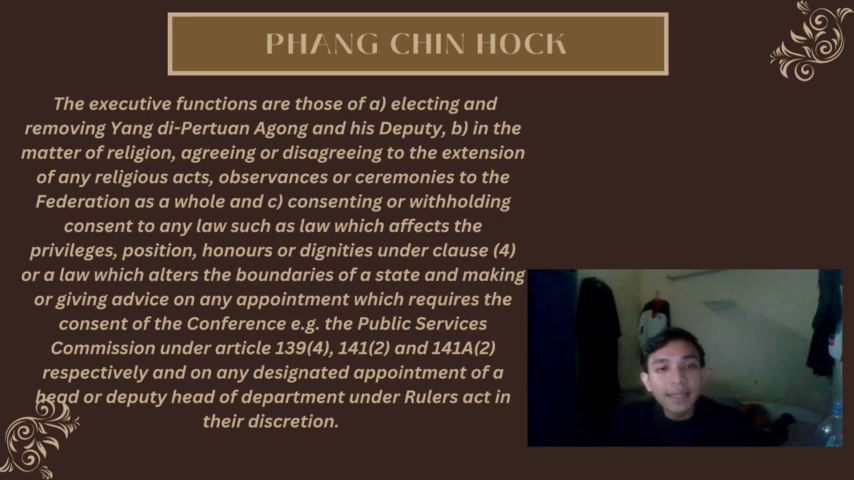 PHANG CHIN HOCK
The executive functions are those of a) electing and
removing Yang di-Pertuan Agong and his Deputy, b) in the
matter of religion, agreeing or disagreeing to the extension
of any religious acts, observances or ceremonies to the
Federation as a whole and c) consenting or withholding
consent to any law such as law which affects the
privileges, position, honours or dignities under clause (4)
or a law which alters the boundaries of a state and making
or giving advice on any appointment which requires the
consent of the Conference e.g. the Public Services
Commission under article 139(4), 141(2) and 141A(2)
respectively and on any designated appointment of a
head or deputy head of department under Rulers act in
their discretion.